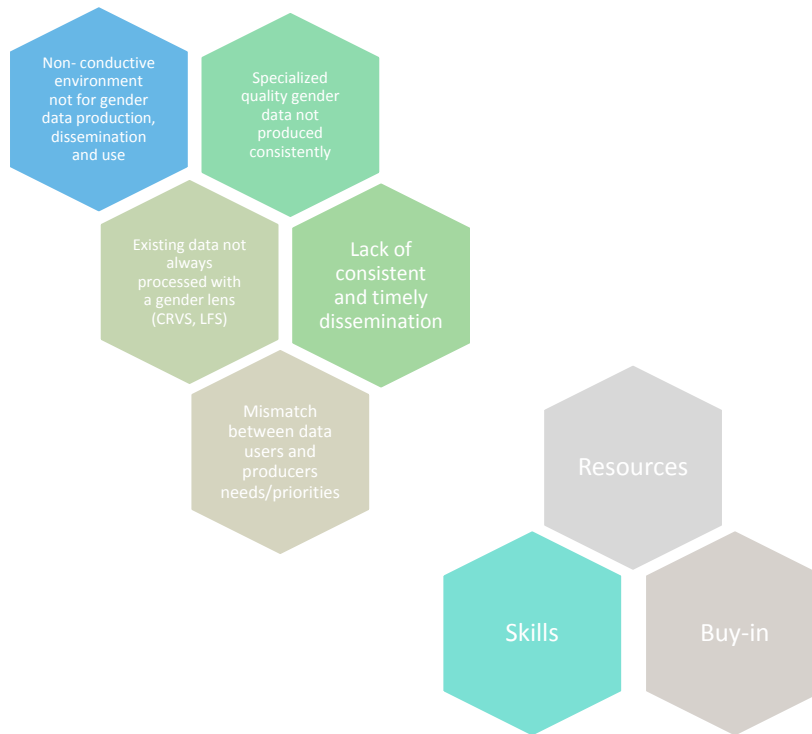 Non- conductive
environment
not for gender
data production,
dissemination
and use
Specialized
quality gender
data not
produced
consistently
Existing data not
always
processed with
a gender lens
(CRVS, LFS)
Lack of
consistent
and timely
dissemination
Mismatch
between data
users and
producers
needs/priorities
Resources
Skills
Buy-in